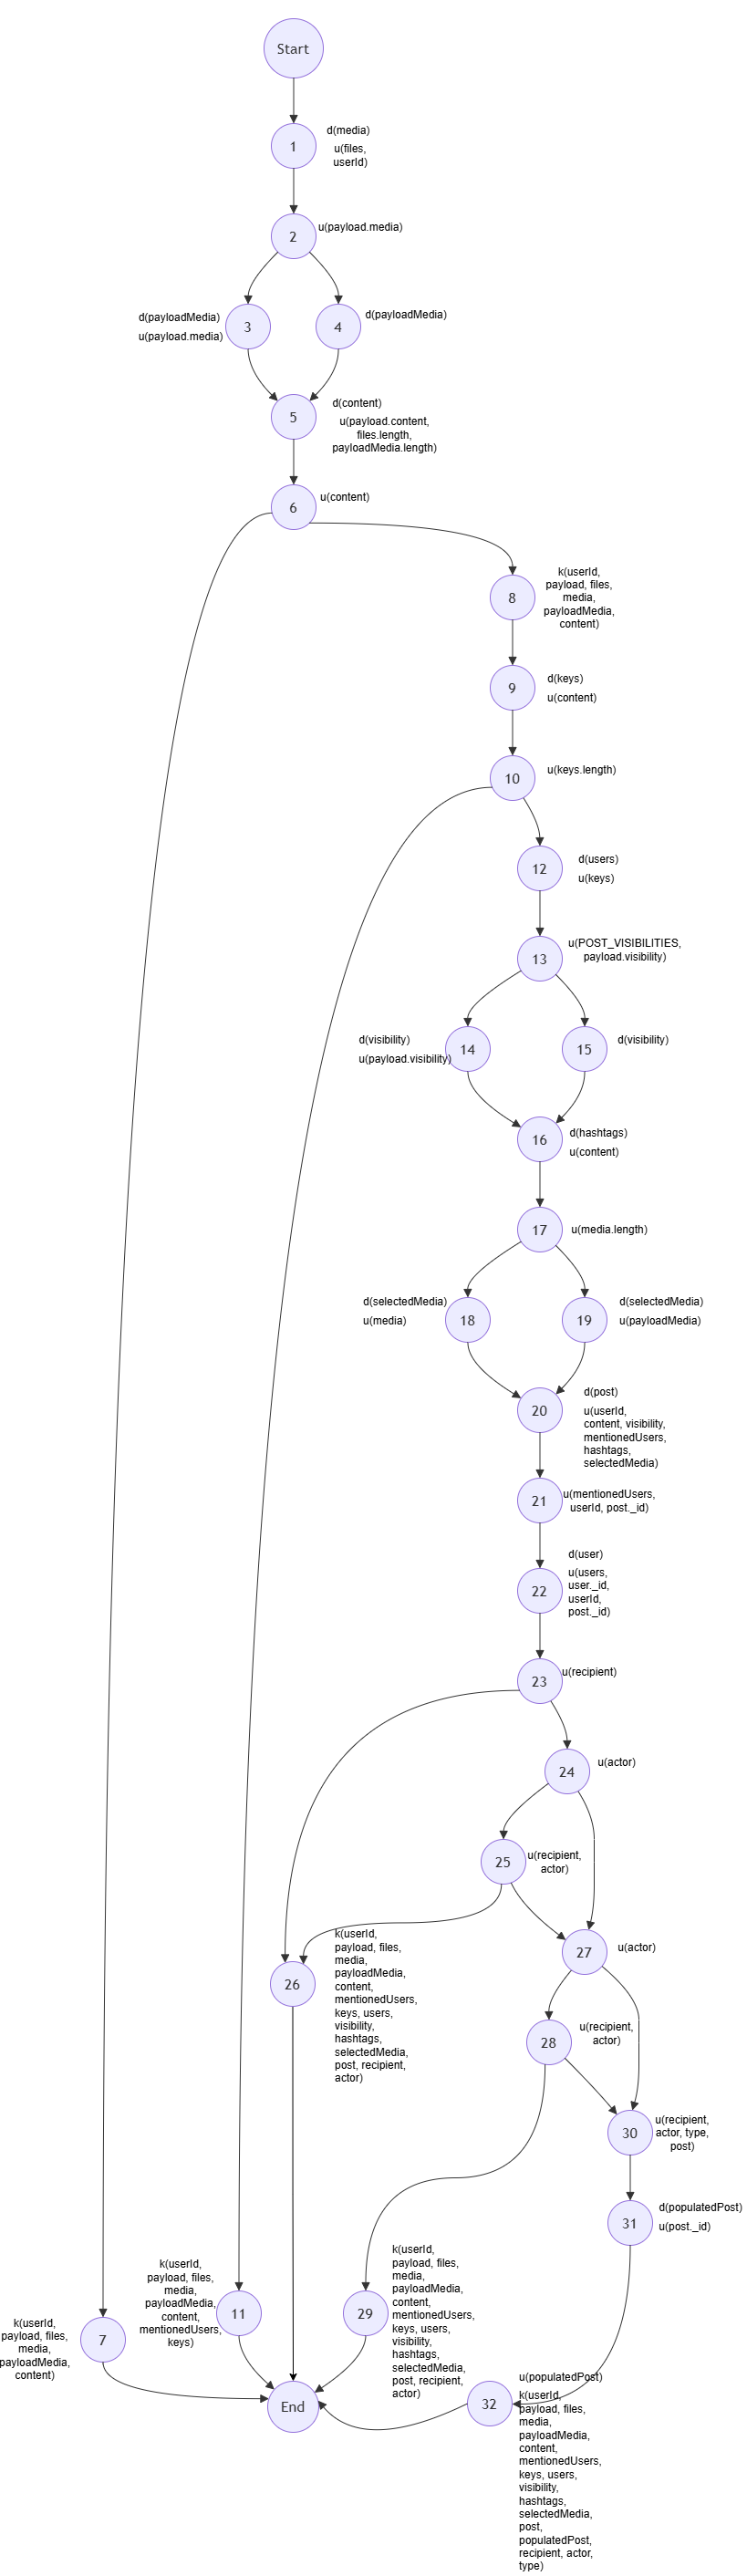 Start
1
d(media)
u(files,
userId)
2
u(payload.media)
3
d(payloadMedia)
u(payload.media)
4
d(payloadMedia)
5
d(content)
u(payload.content,
files.length,
payloadMedia.length)
6
u(content)
8
k(userId,
payload, files,
media,
payloadMedia,
content)
9
d(keys)
u(content)
10
u(keys.length)
12
d(users)
u(keys)
13
u(POST_VISIBILITIES,
payload.visibility)
14
d(visibility)
u(payload.visibility)
15
d(visibility)
16
d(hashtags)
u(content)
17
u(media.length)
18
d(selectedMedia)
u(media)
19
d(selectedMedia)
u(payloadMedia)
20
d(post)
u(userId,
content, visibility,
mentionedUsers,
hashtags,
selectedMedia)
21
u(mentionedUsers,
userId, post._id)
22
d(user)
u(users,
user._id,
userId,
post._id)
23
u(recipient)
24
u(actor)
25
u(recipient,
actor)
26
k(userId,
payload, files,
media,
payloadMedia,
content,
mentionedUsers,
keys, users,
visibility,
hashtags,
selectedMedia,
post, recipient,
actor)
27
u(actor)
28
u(recipient,
actor)
30
u(recipient,
actor, type,
post)
31
d(populatedPost)
u(post._id)
7
k(userId,
payload, files,
media,
payloadMedia,
content)
11
k(userId,
payload, files,
media,
payloadMedia,
content,
mentionedUsers,
keys)
29
k(userId,
payload, files,
media,
payloadMedia,
content,
mentionedUsers,
keys, users,
visibility,
hashtags,
selectedMedia,
post, recipient,
actor)
End
32
u(populatedPost)
k(userId,
payload, files,
media,
payloadMedia,
content,
mentionedUsers,
keys, users,
visibility,
hashtags,
selectedMedia,
post,
populatedPost,
recipient, actor,
type)